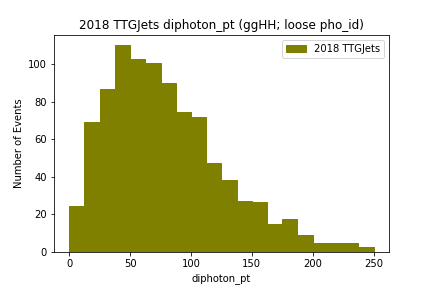 2018 TTGJets diphoton_pt (ggHH; loose pho_id)
2018 TTGJets
Number of Events
100
80
60
40
20
0
0 50 100 150 200 250
diphoton_pt